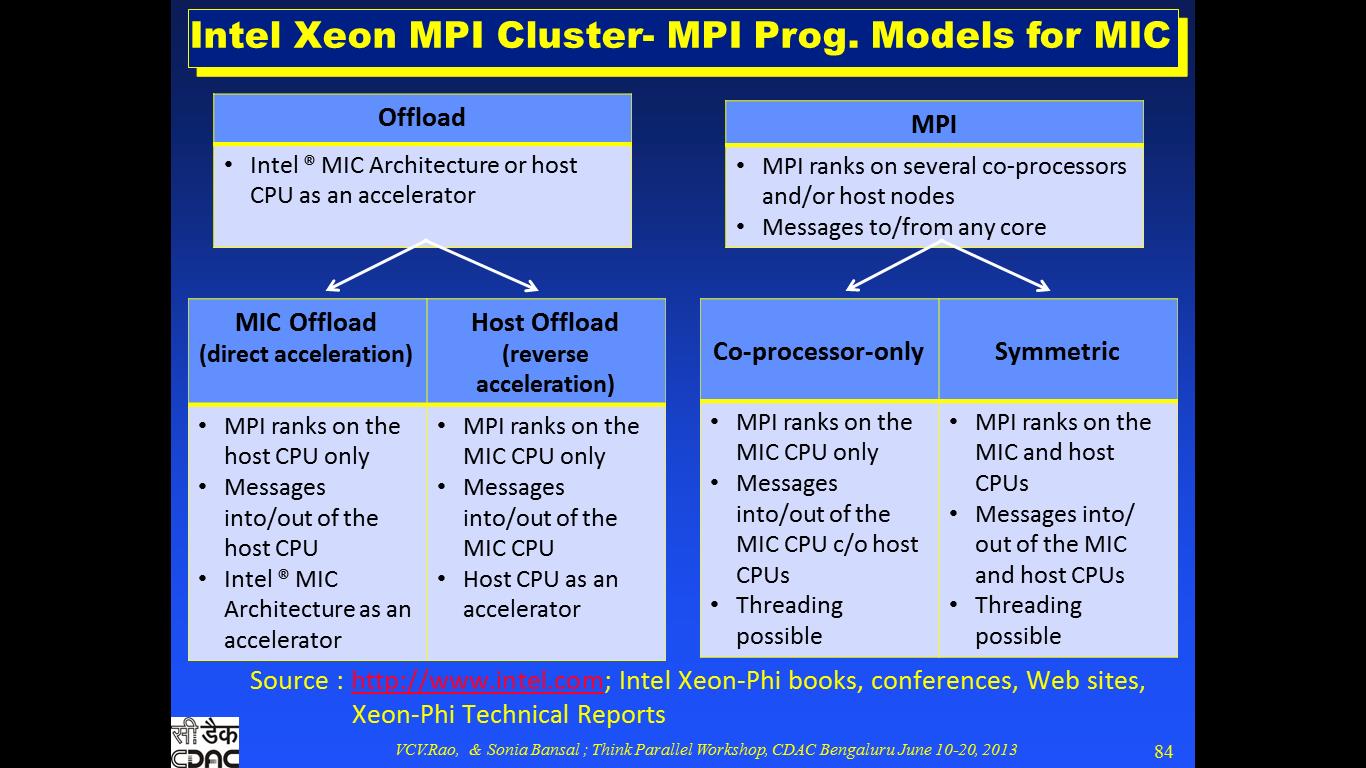 Intel Xeon MPI Cluster- MPI Prog. Models for MIC
Offload
• Intel ® MIC Architecture or host
CPU as an accelerator
MPI
• MPI ranks on several co-processors
and/or host nodes
• Messages to/from any core
MIC Offload
(direct acceleration)
Host Offload
(reverse
acceleration)
• MPI ranks on the
host CPU only
• Messages
into/out of the
host CPU
• Intel ® MIC
Architecture as an
accelerator
• MPI ranks on the
MIC CPU only
• Messages
into/out of the
MIC CPU
• Host CPU as an
accelerator
Co-processor-only
Symmetric
• MPI ranks on the
MIC CPU only
• Messages
into/out of the
MIC CPU c/o host
CPUs
• Threading
possible
• MPI ranks on the
MIC and host
CPUs
• Messages into/
out of the MIC
and host CPUs
• Threading
possible
Source : http://www.intel.com; Intel Xeon-Phi books, conferences, Web sites,
Xeon-Phi Technical Reports
सी डैक
CDAC
VCV.Rao, & Sonia Bansal ; Think Parallel Workshop, CDAC Bengaluru June 10-20, 2013
84